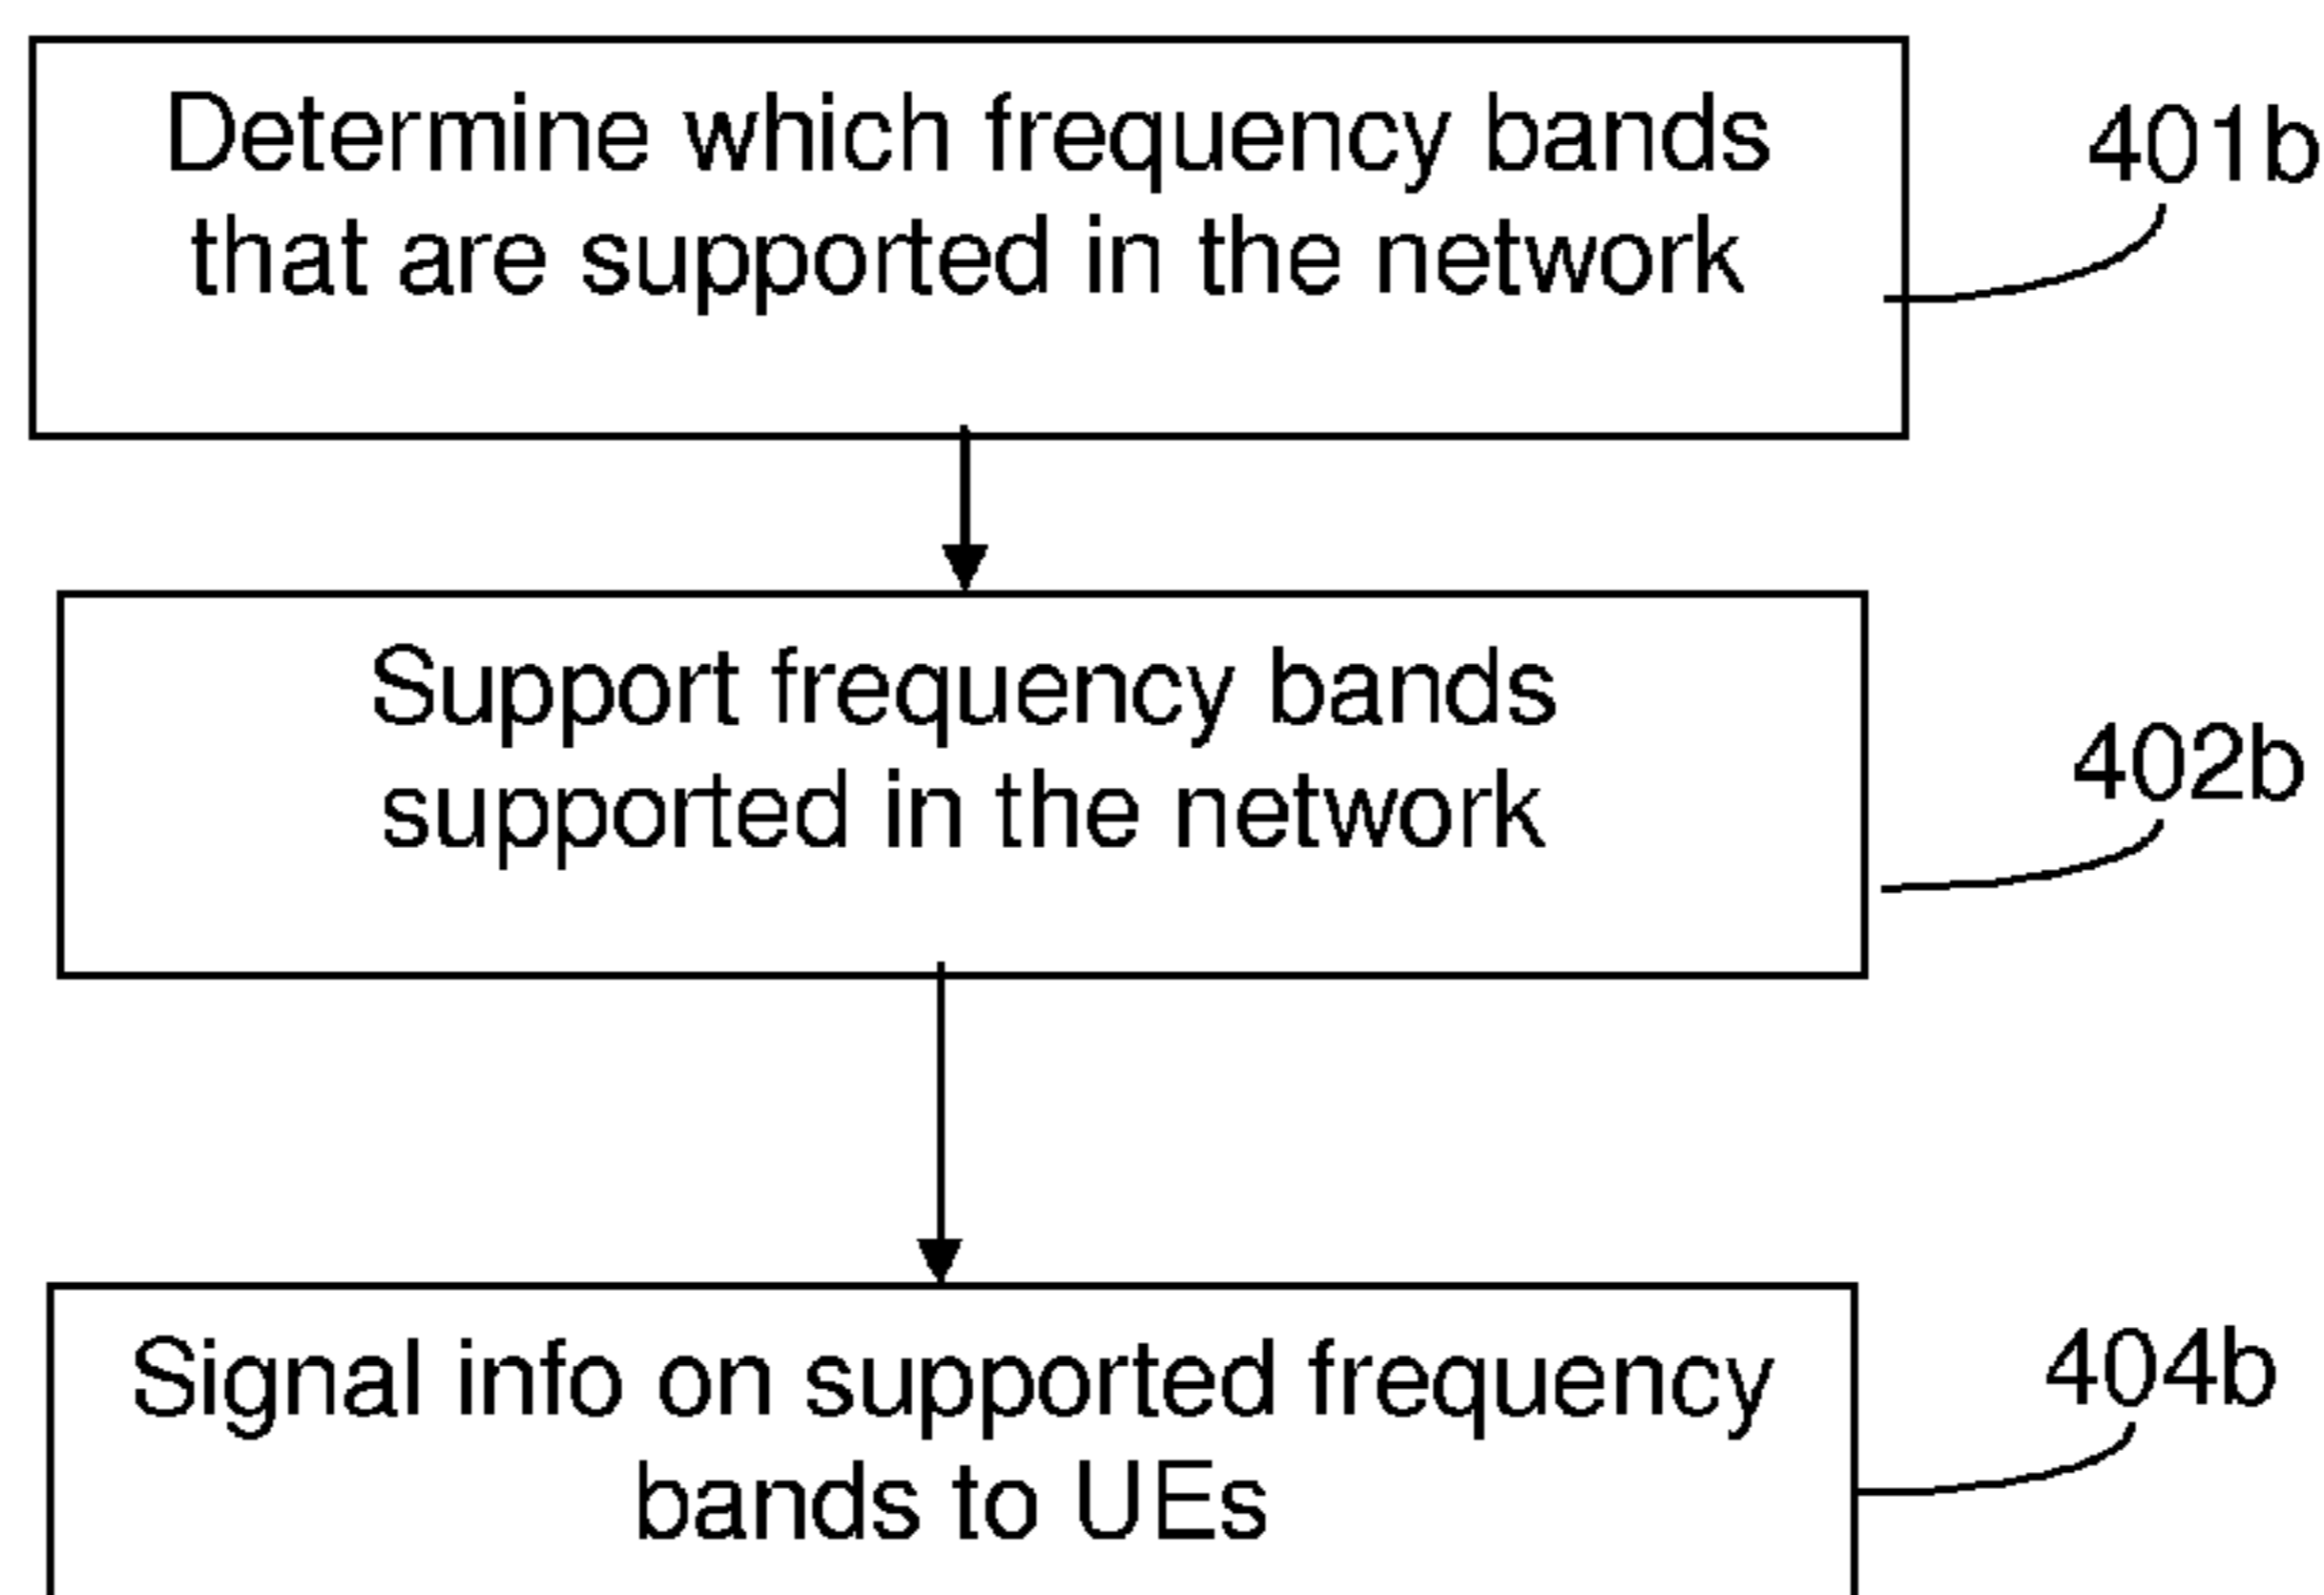 Determine which frequency bands
that are supported in the network
401b
Support frequency bands
supported in the network
402b
Signal info on supported frequency
bands to UEs
404b